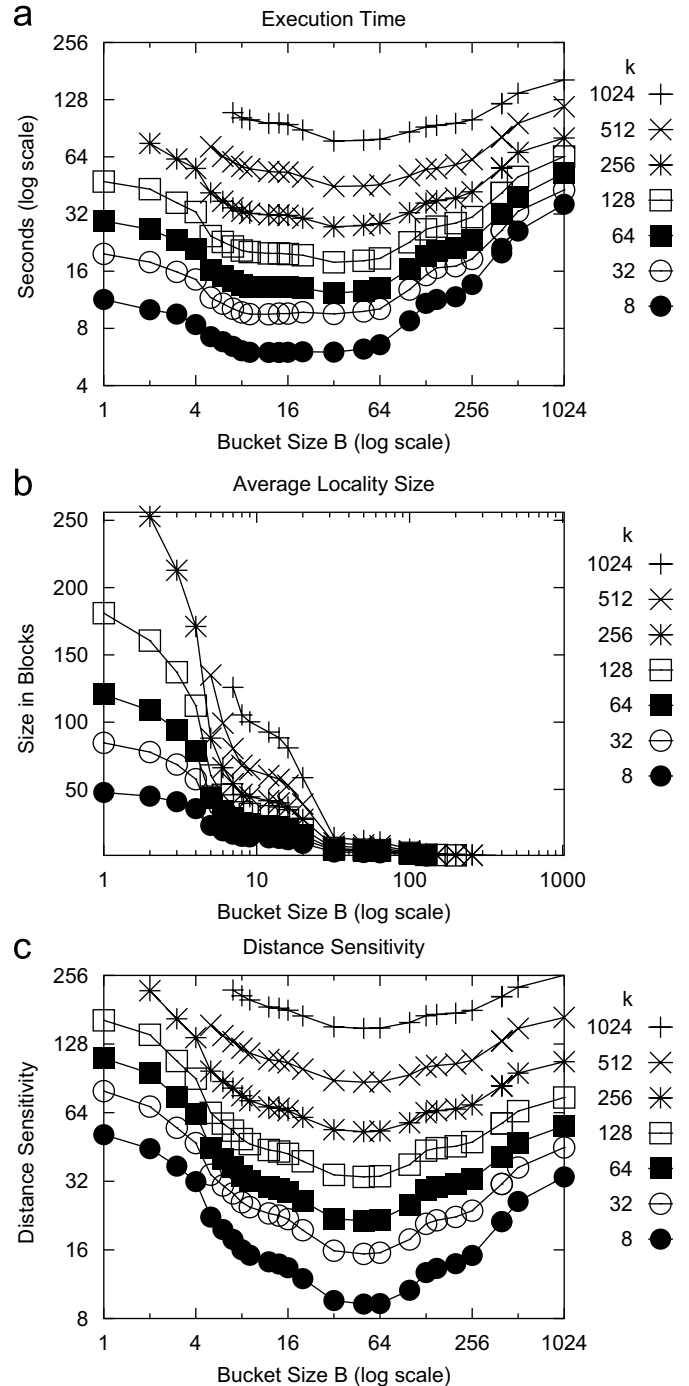 a
Execution Time
Seconds (log scale)
256
128
64
32
16
8
4
1 4 16 64 256 1024
Bucket Size B (log scale)
k
1024
512
256
128
64
32
8
b
Average Locality Size
Size in Blocks
250
200
150
100
50
1 10 100 1000
Bucket Size B (log scale)
k
1024
512
256
128
64
32
8
c
Distance Sensitivity
Distance Sensitivity
256
128
64
32
16
8
1 4 16 64 256 1024
Bucket Size B (log scale)
k
1024
512
256
128
64
32
8